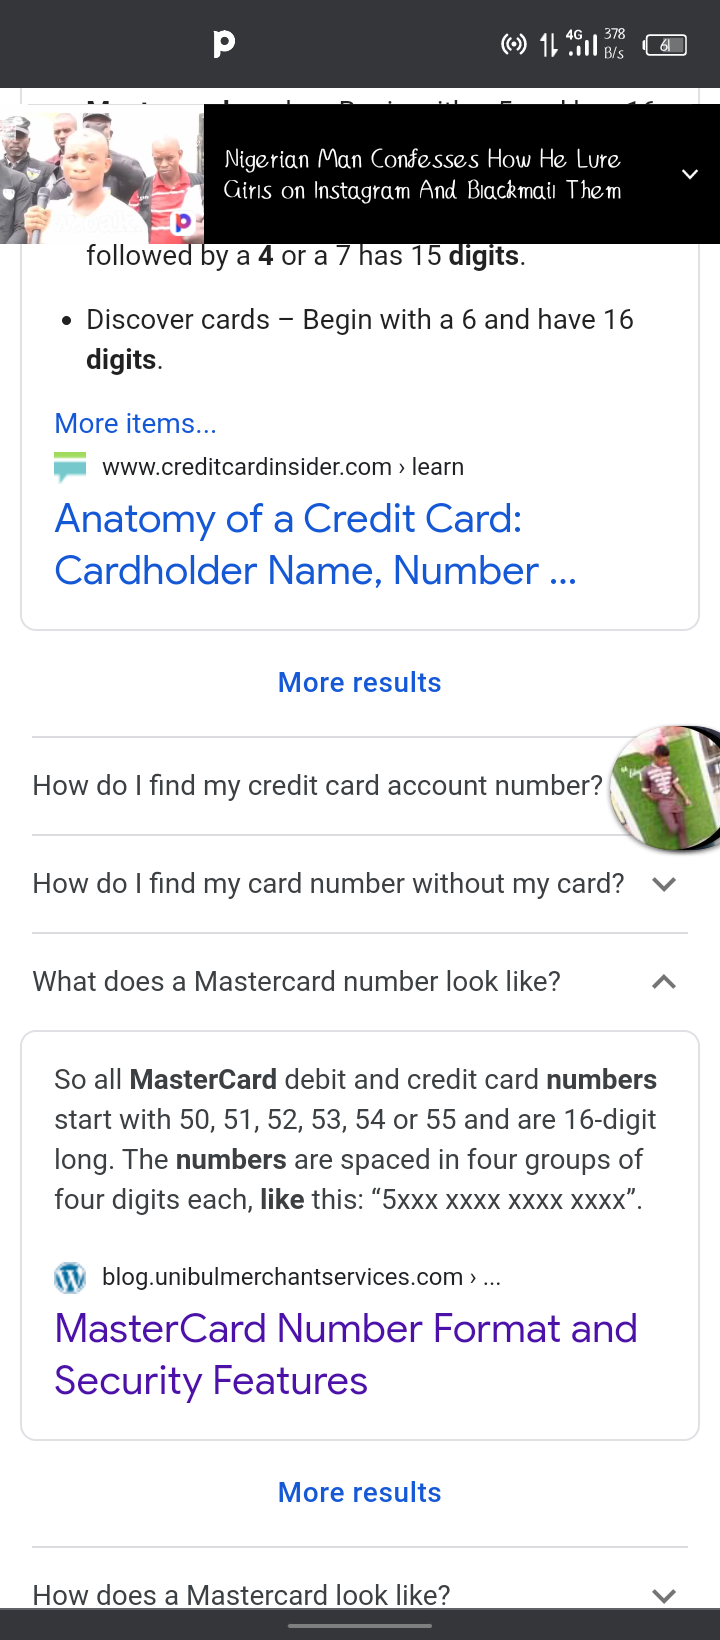 4G 378
B/s
61
Nigerian Man Confesses How He Lure
Girls on Instagram And Blackmail Them
followed by a 4 or a 7 has 15 digits.
• Discover cards – Begin with a 6 and have 16
digits.
More items...
www.creditcardinsider.com › learn
Anatomy of a Credit Card:
Cardholder Name, Number ...
More results
How do I find my credit card account number?
How do I find my card number without my card?
What does a Mastercard number look like?
So all MasterCard debit and credit card numbers
start with 50, 51, 52, 53, 54 or 55 and are 16-digit
long. The numbers are spaced in four groups of
four digits each, like this: “5xxx xxxx xxxx xxxx”.
blog.unibulmerchantservices.com › ...
MasterCard Number Format and
Security Features
More results
How does a Mastercard look like?